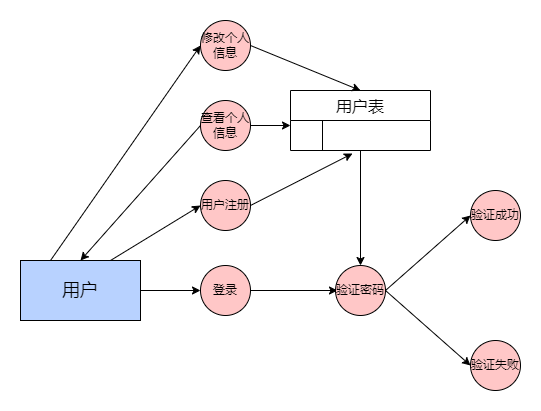 修改个人
信息
用户表
查看个人
信息
用户注册
验证成功
用户
登录
验证密码
验证失败